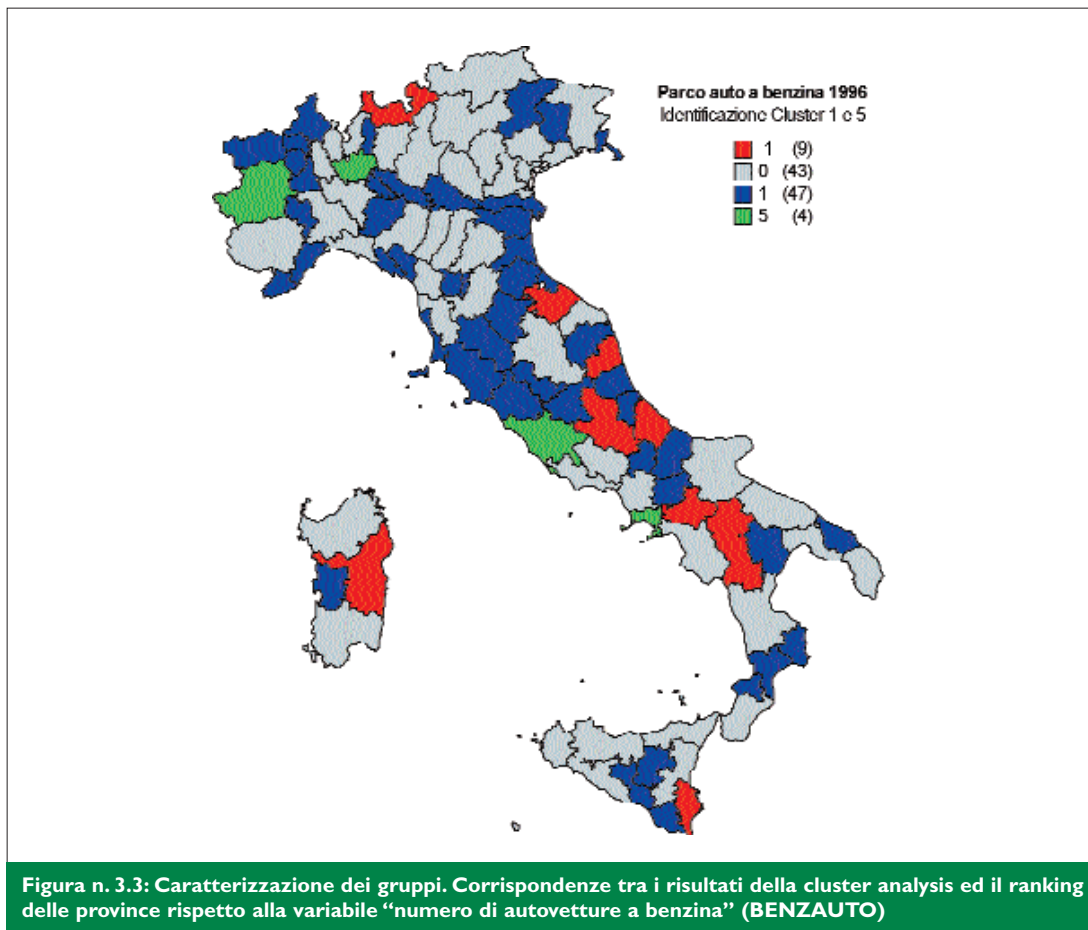 Parco auto a benzina 1996
Identificazione Cluster 1 e 5
1 (9)
0 (43)
1 (47)
5 (4)
Figura n. 3.3: Caratterizzazione dei gruppi. Corrispondenze tra i risultati della cluster analysis ed il ranking
delle province rispetto alla variabile “numero di autovetture a benzina” (BENZAUTO)